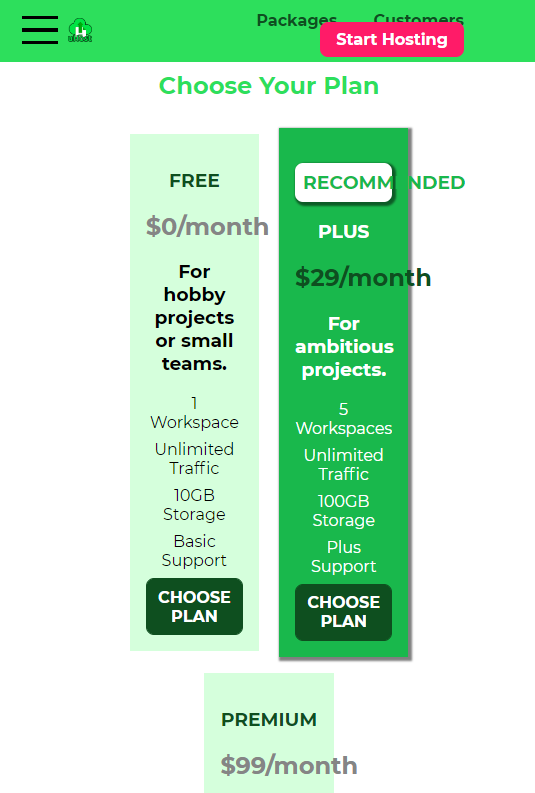 uHost
Packages Customers
Start Hosting
Choose Your Plan
FREE
$0/month
For
hobby
projects
or small
teams.
1
Workspace
Unlimited
Traffic
10GB
Storage
Basic
Support
CHOOSE
PLAN
RECOMMENDED
PLUS
$29/month
For
ambitious
projects.
5
Workspaces
Unlimited
Traffic
100GB
Storage
Plus
Support
CHOOSE
PLAN
PREMIUM
$99/month